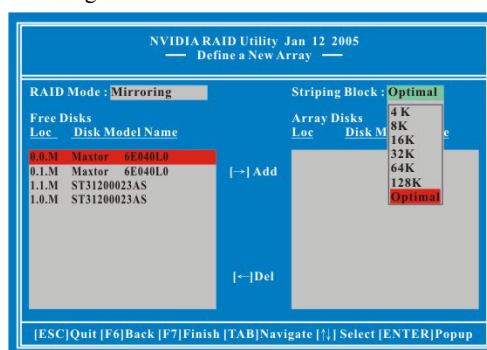 NVIDIA RAID Utility Jan 12 2005
Define a New Array
RAID Mode : Mirroring
Striping Block : Optimal
Free Disks
Loc Disk Model Name
0.0.M Maxtor 6E040L0
0.1.M Maxtor 6E040L0
1.1.M ST31200023AS
1.0.M ST31200023AS
[→] Add
[←]Del
Array Disks
Loc Disk M
4 K
8K
16K
32K
64K
128K
Optimal
[ESC]Quit [F6]Back [F7]Finish [TAB]Navigate [↑↓] Select [ENTER]Popup